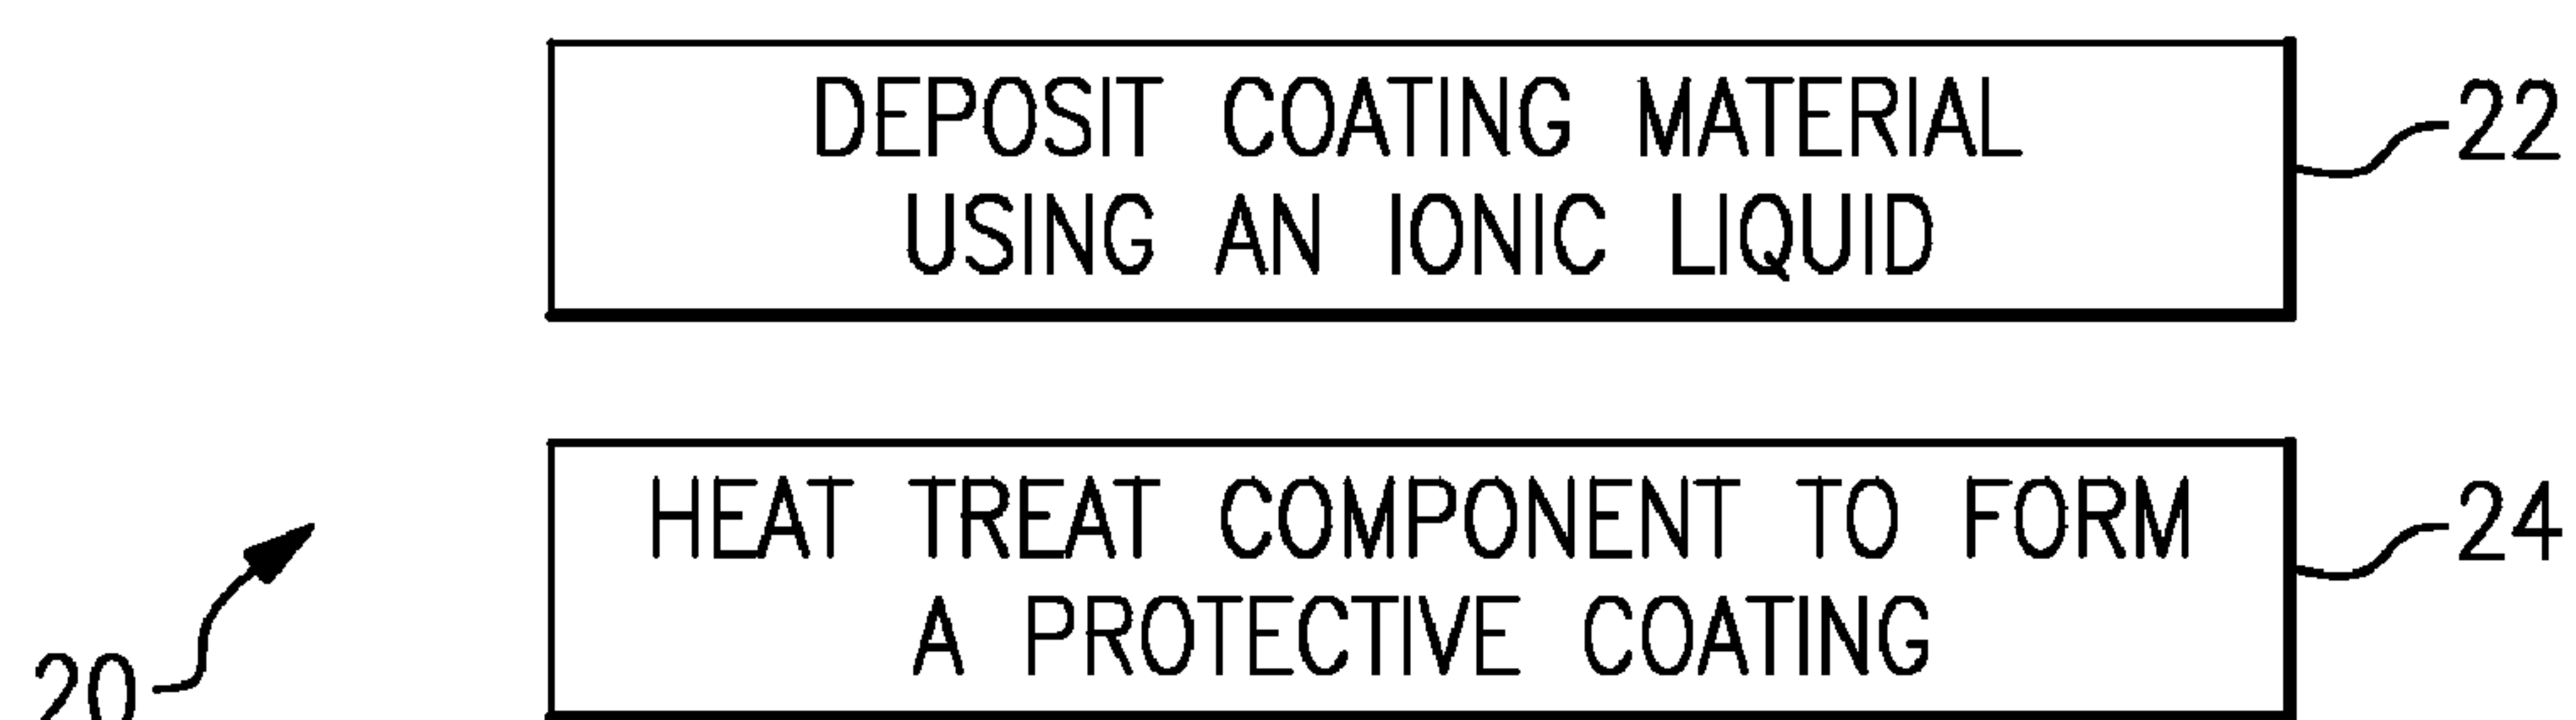 DEPOSIT COATING MATERIAL
USING AN IONIC LIQUID
22
HEAT TREAT COMPONENT TO FORM
A PROTECTIVE COATING
24
20